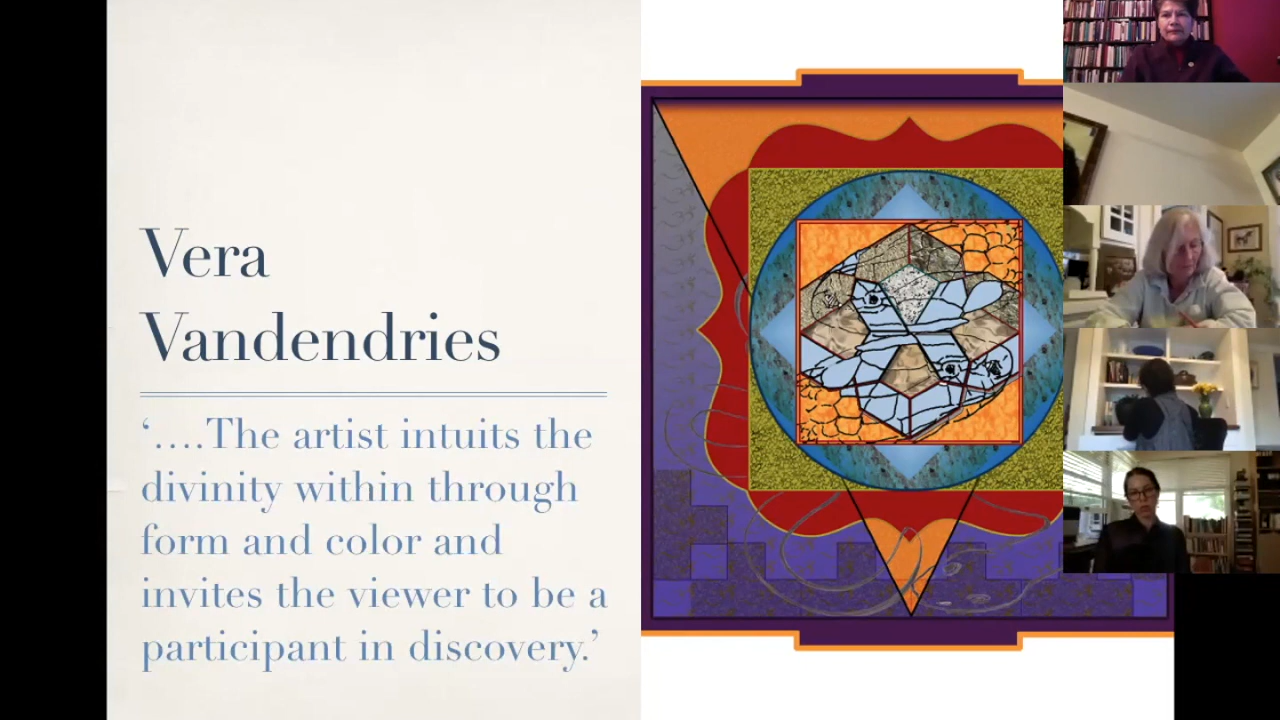 Vera
Vandendries
‘....The artist intuits the
divinity within through
form and color and
invites the viewer to be a
participant in discovery.’